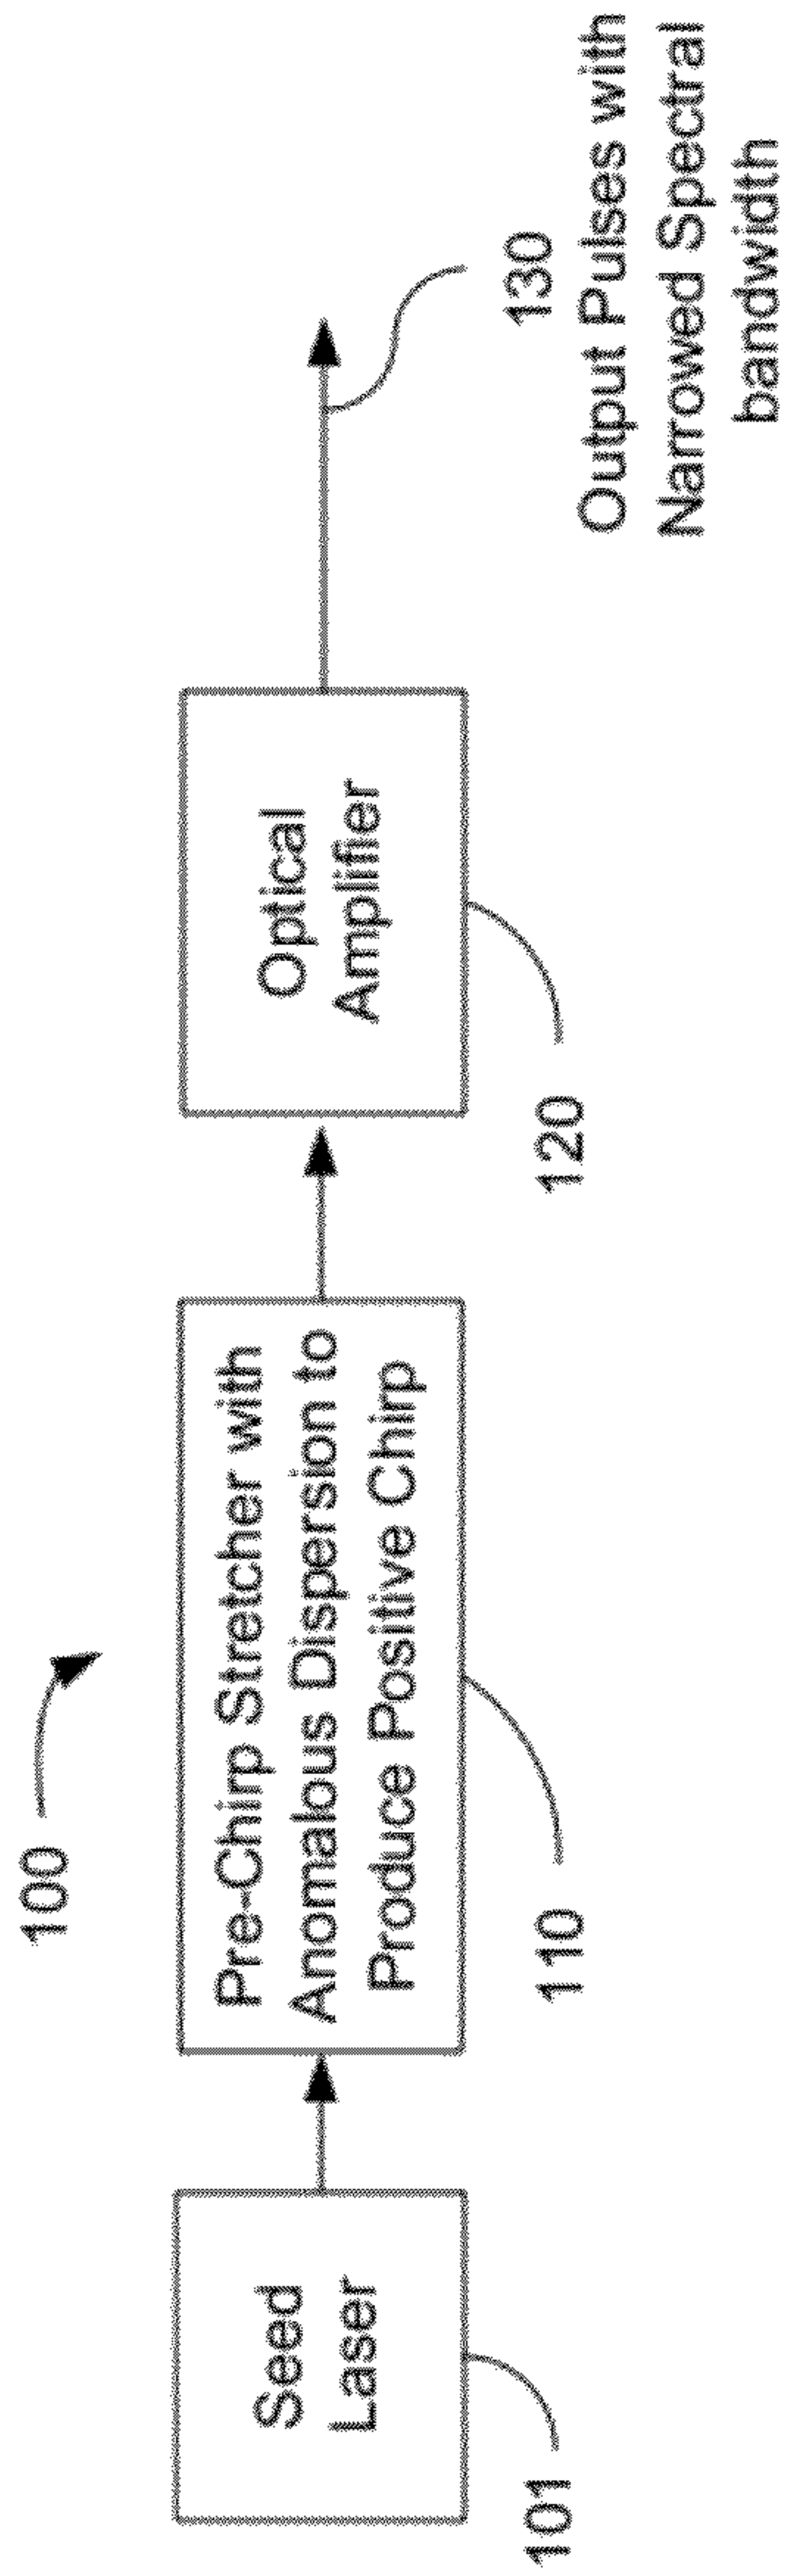 100
Seed
Laser
101
Pre-Chirp Stretcher with
Anomalous Dispersion to
Produce Positive Chirp
110
Optical
Amplifier
120
130
Output Pulses with
Narrowed Spectral
bandwidth